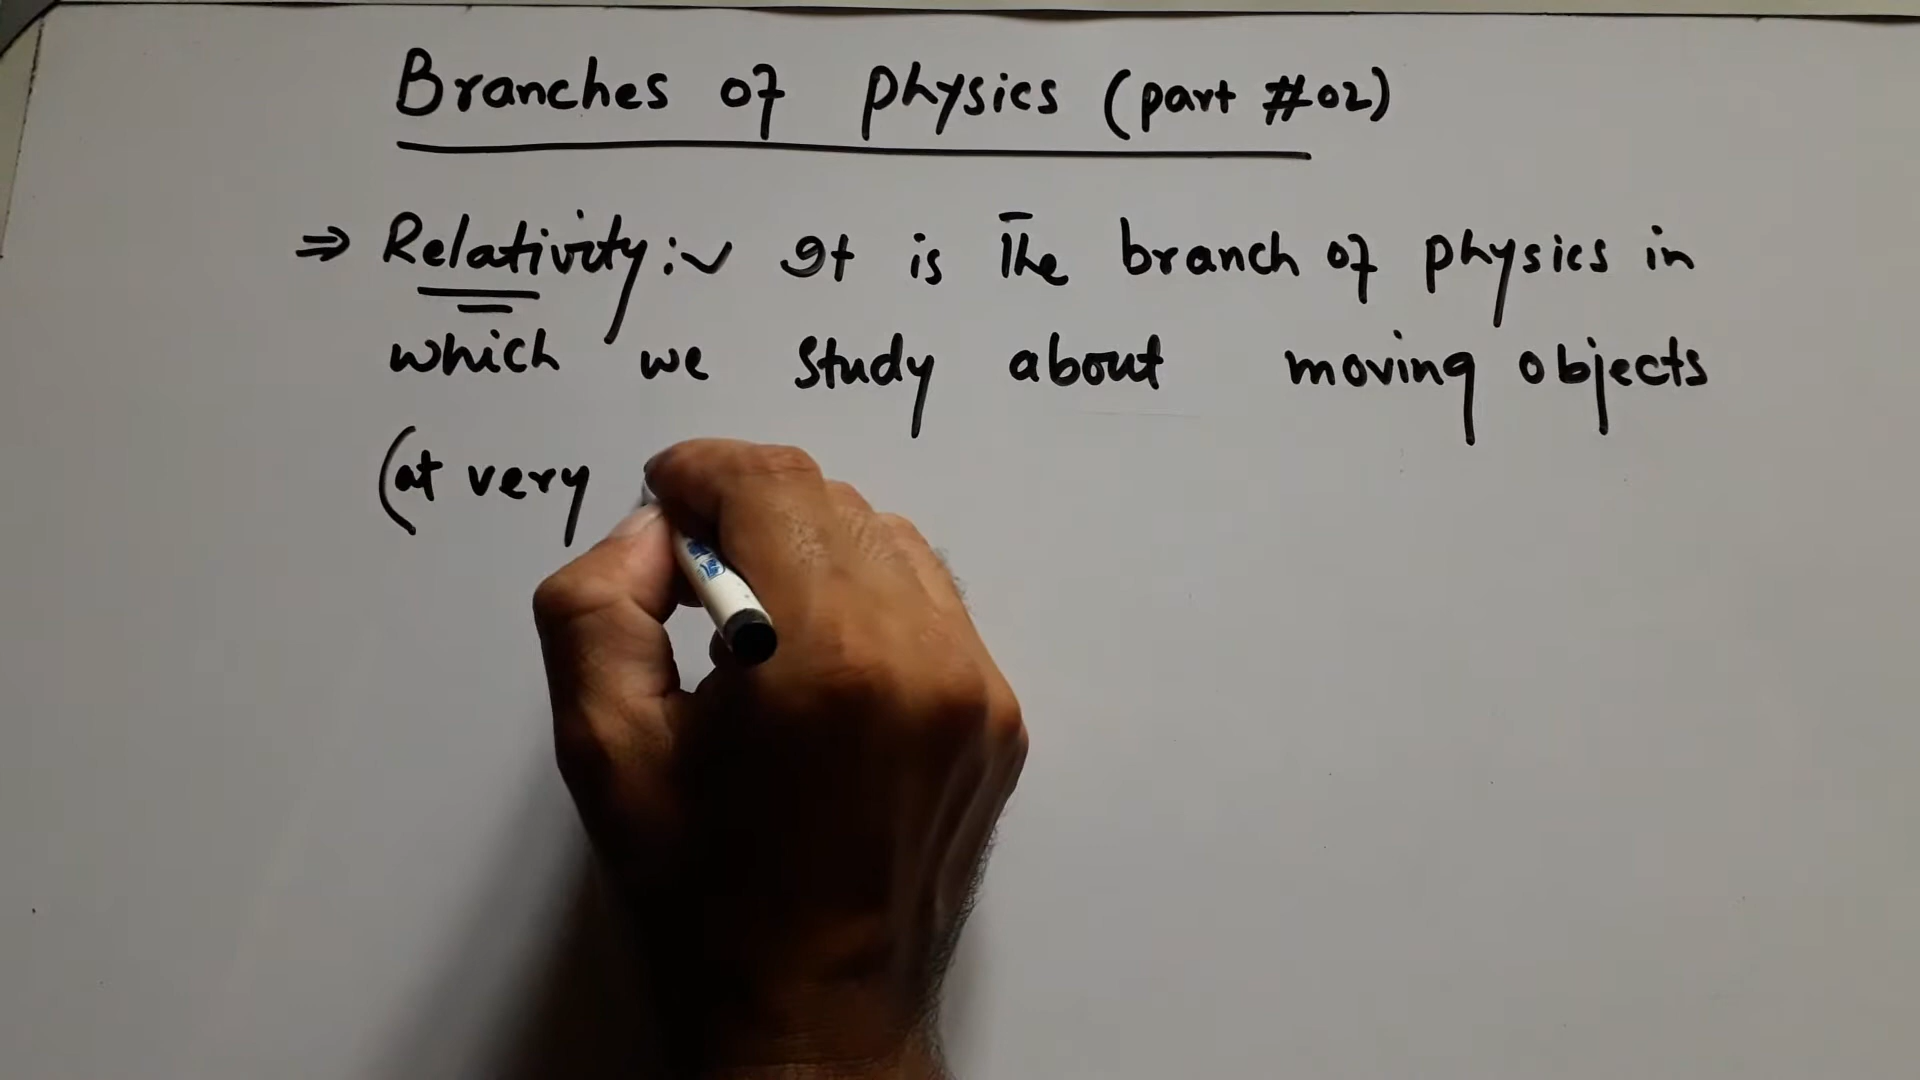 Branches of physics (part #02)
⇒ Relativity:~ It is The branch of physics in
which we study about moving objects
(at very